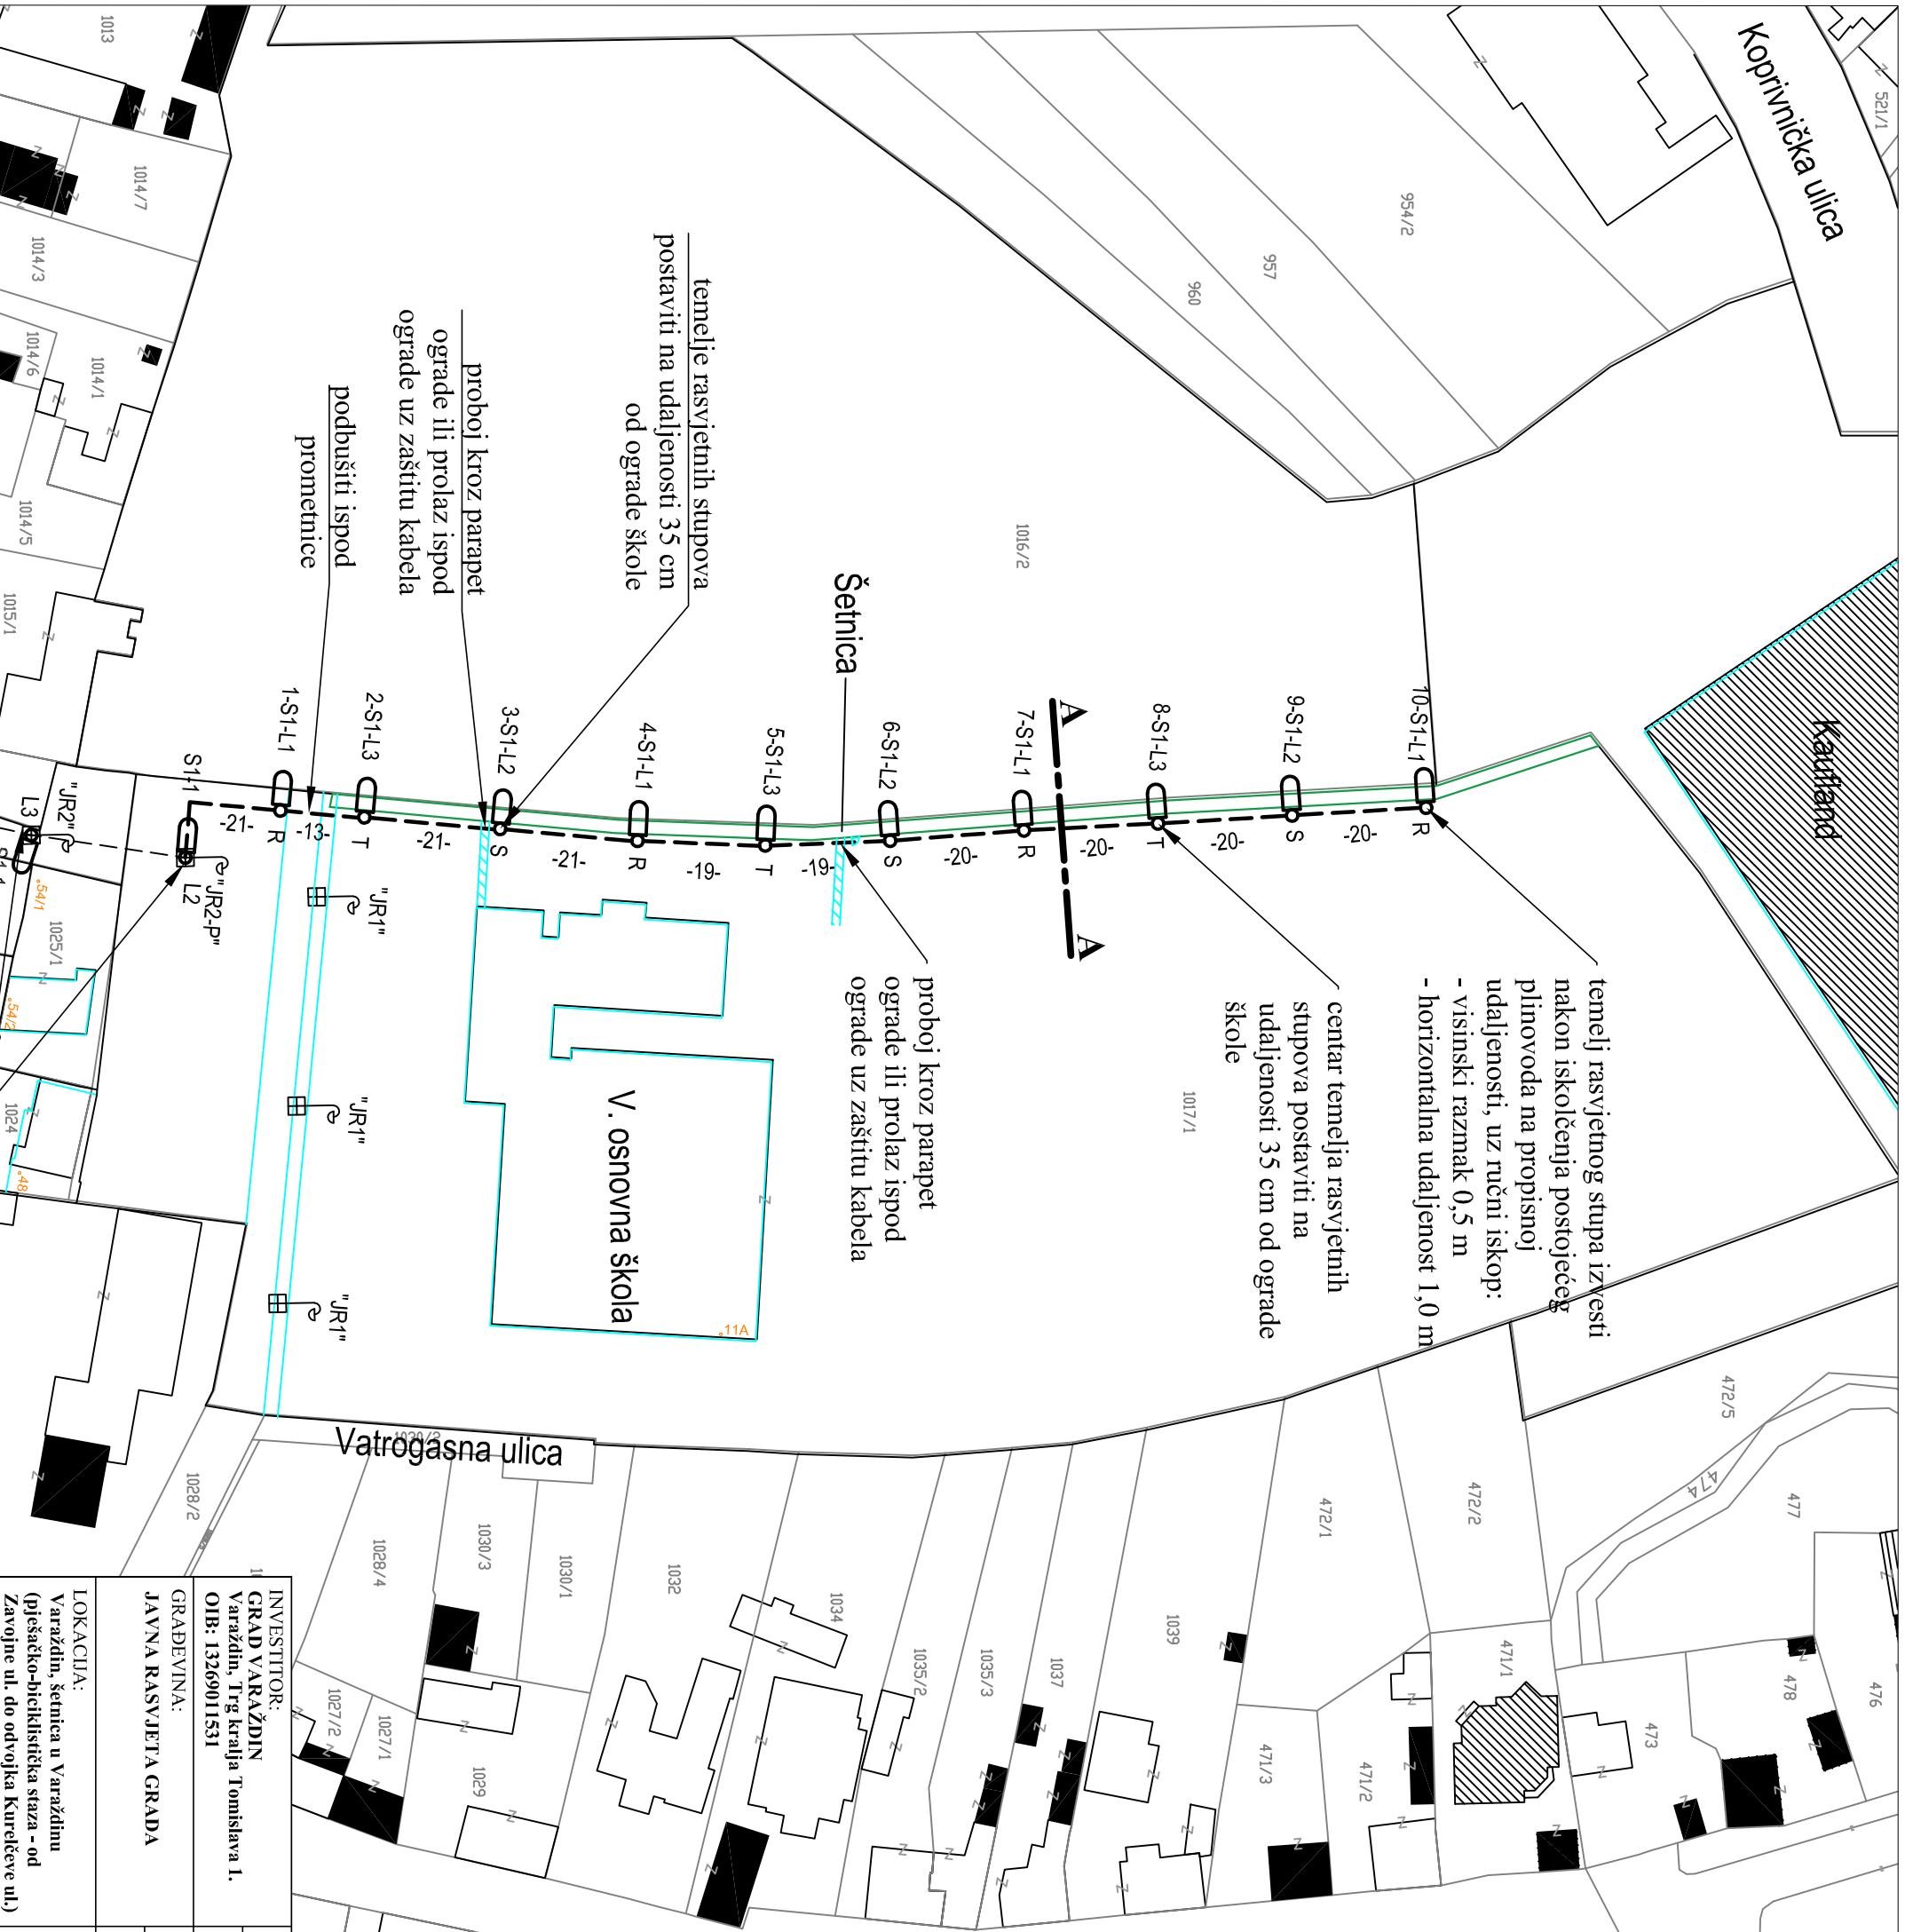 Koprivnička ulica
521/1
1013
1014/7
1014/3
1014/6
1014/1
1014/5
1015/1
954/2
957
960
1016/2
Kaufland
temelje rasvjetnih stupova
postaviti na udaljenosti 35 cm
od ograde škole
proboj kroz parapet
ograde ili prolaz ispod
ograde uz zaštitu kabela
podbušiti ispod
prometnice
Šetnica
S1-1
1-S1-L1
2-S1-L3
3-S1-L2
4-S1-L1
5-S1-L3
6-S1-L2
7-S1-L1
8-S1-L3
9-S1-L2
10-S1-L1
A
A
-21-
R
-13-
T
-21-
S
-21-
R
-19-
T
-19-
S
-20-
R
-20-
T
-20-
S
-20-
R
"JR2"
L3
"JR2-P"
L2
"JR1"
"JR1"
"JR1"
54/1
54/2
48
1025/1
1024
temelj rasvjetnog stupa izvesti
nakon iskolčenja postojećeg
plinovoda na propisnoj
udaljenosti, uz ručni iskop:
- visinski razmak 0,5 m
- horizontalna udaljenost 1,0 m
centar temelja rasvjetnih
stupova postaviti na
udaljenosti 35 cm od ograde
škole
proboj kroz parapet
ograde ili prolaz ispod
ograde uz zaštitu kabela
1017/1
V. osnovna škola
11A
Vatrogasna ulica
1030/2
1028/2
1028/4
1030/3
1030/1
1032
1034
1035/2
1035/3
1037
1039
472/1
472/2
472/5
474
477
476
478
473
471/1
471/2
471/3
1027/2
1027/1
1029
INVESTITOR:
GRAD VARAŽDIN
Varaždin, Trg kralja Tomislava 1.
OIB: 13269011531
GRAĐEVINA:
JAVNA RASVJETA GRADA
LOKACIJA:
Varaždin, šetnica u Varaždinu
(pješačko-biciklistička staza - od
Zavojne ul. do odvojka Kurelčeve ul.)